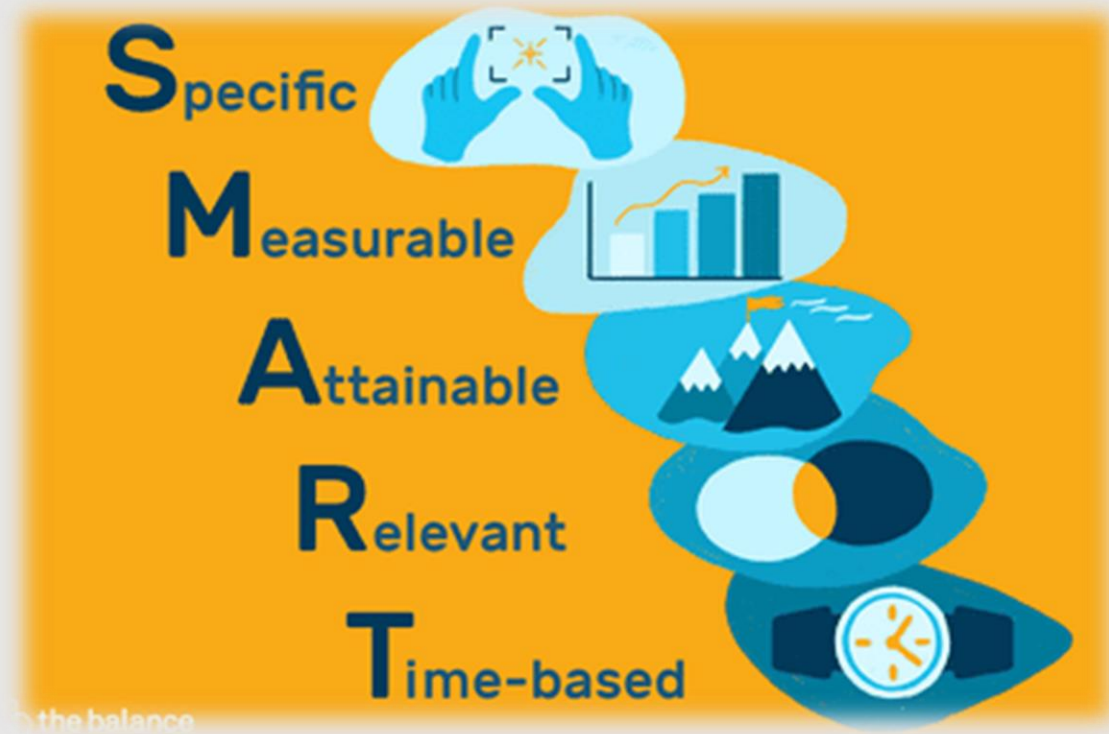 Specific
Measurable
Attainable
Relevant
Time-based
the balance